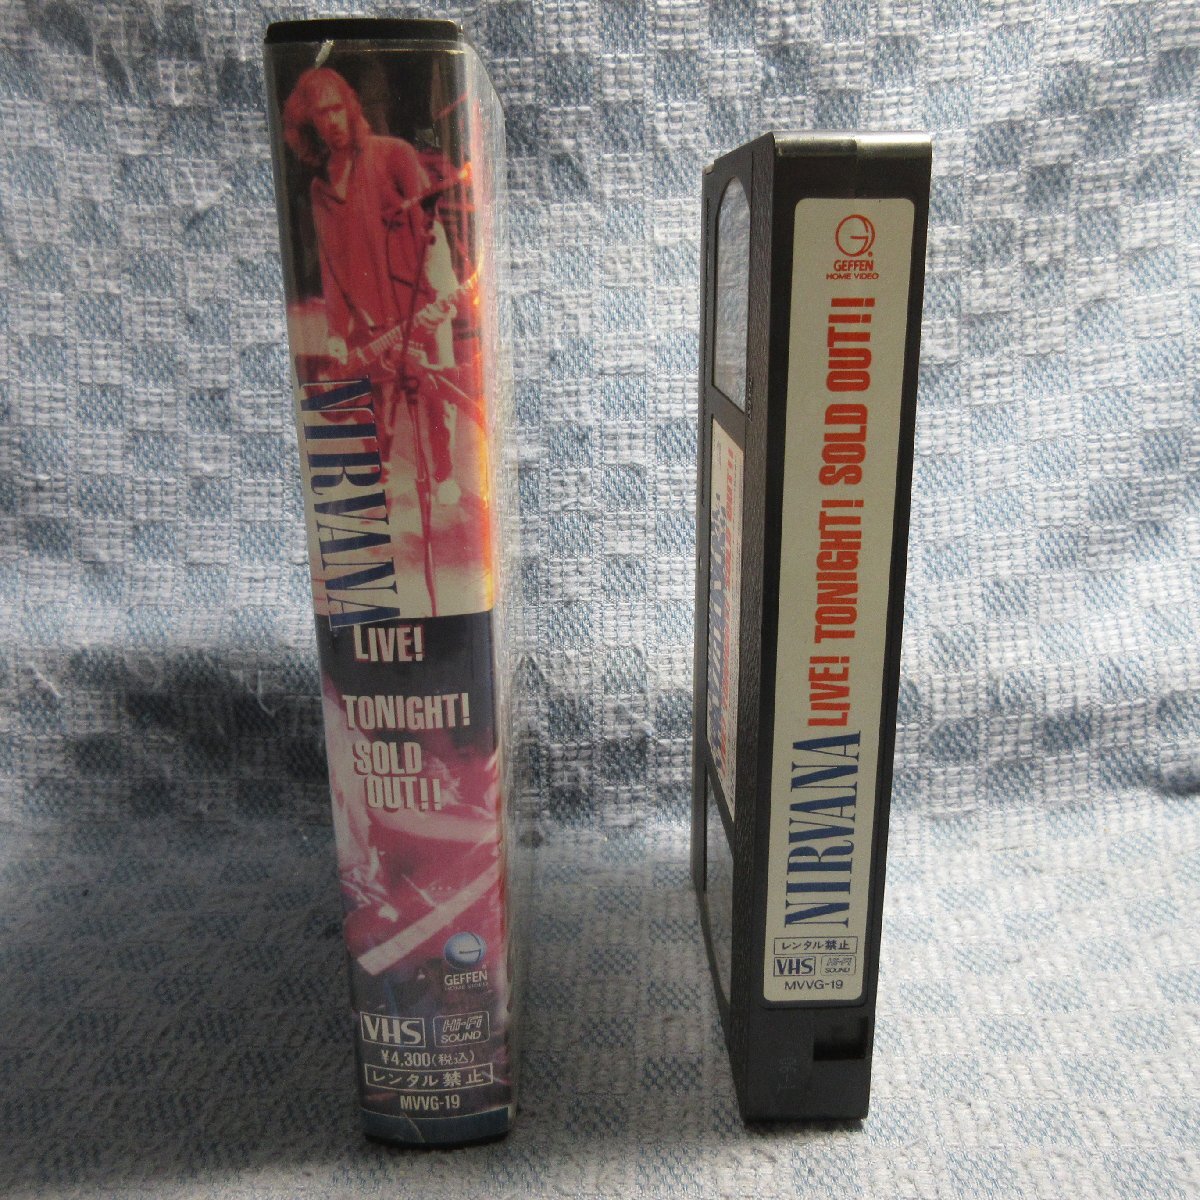 NIRVANA
LIVE!
TONIGHT!
SOLD
OUT!!
G
GEFFEN
HOME VIDEO
VHS
Hi-Fi
SOUND
¥4,300(税込)
レンタル禁止
MVVG-19
G
GEFFEN
HOME VIDEO
NIRVANA LIVE! TONIGHT! SOLD OUT!!
レンタル禁止
VHS
Hi-Fi
SOUND
MVVG-19